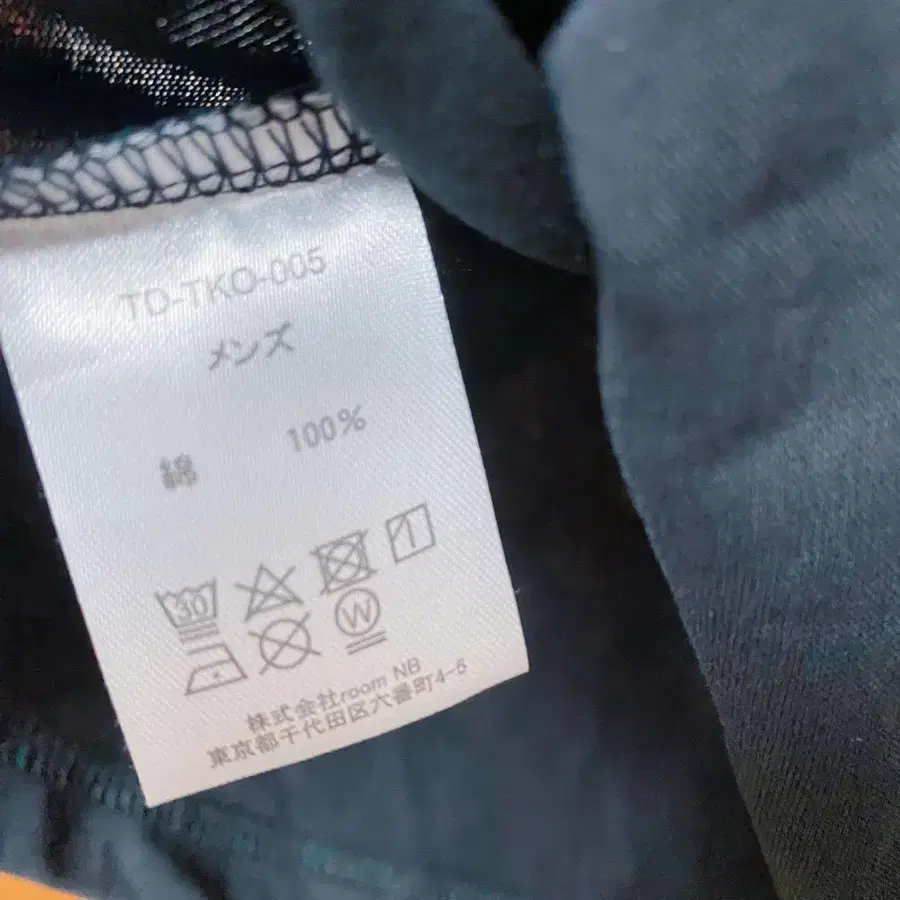 TD-TKO-005
メンズ
綿 100%
30
W
株式会社room NB
東京都千代田区六番町4-5